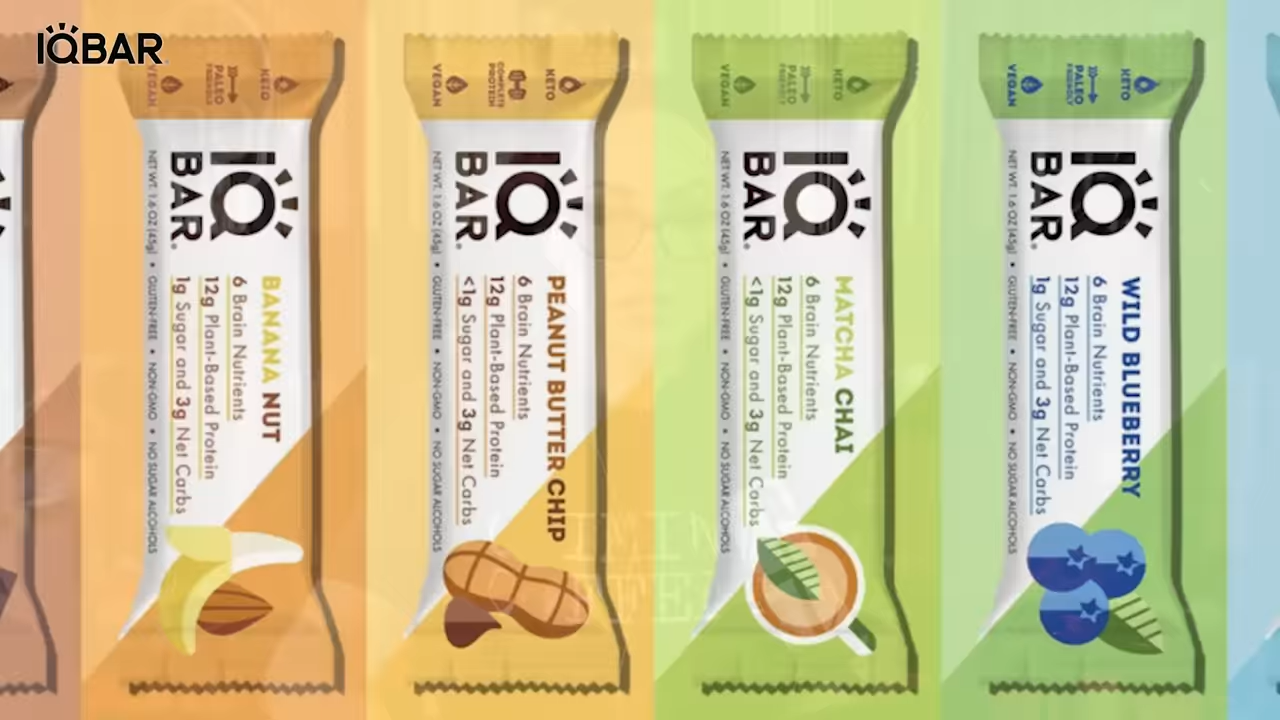 IQBAR
VEGAN
PALEO
FRIENDLY
KETO
IQ
BAR®
BANANA NUT
6 Brain Nutrients
12g Plant-Based Protein
1g Sugar and 3g Net Carbs
NET WT. 1.6 OZ (45g) • GLUTEN-FREE • NON-GMO • NO SUGAR ALCOHOLS
VEGAN
COMPLETE
PROTEIN
KETO
IQ
BAR®
PEANUT BUTTER CHIP
6 Brain Nutrients
12g Plant-Based Protein
<1g Sugar and 3g Net Carbs
NET WT. 1.6 OZ (45g) • GLUTEN-FREE • NON-GMO • NO SUGAR ALCOHOLS
VEGAN
PALEO
FRIENDLY
KETO
IQ
BAR®
MATCHA CHAI
6 Brain Nutrients
12g Plant-Based Protein
<1g Sugar and 3g Net Carbs
NET WT. 1.6 OZ (45g) • GLUTEN-FREE • NON-GMO • NO SUGAR ALCOHOLS
VEGAN
PALEO
FRIENDLY
KETO
IQ
BAR®
WILD BLUEBERRY
6 Brain Nutrients
12g Plant-Based Protein
1g Sugar and 3g Net Carbs
NET WT. 1.6 OZ (45g) • GLUTEN-FREE • NON-GMO • NO SUGAR ALCOHOLS